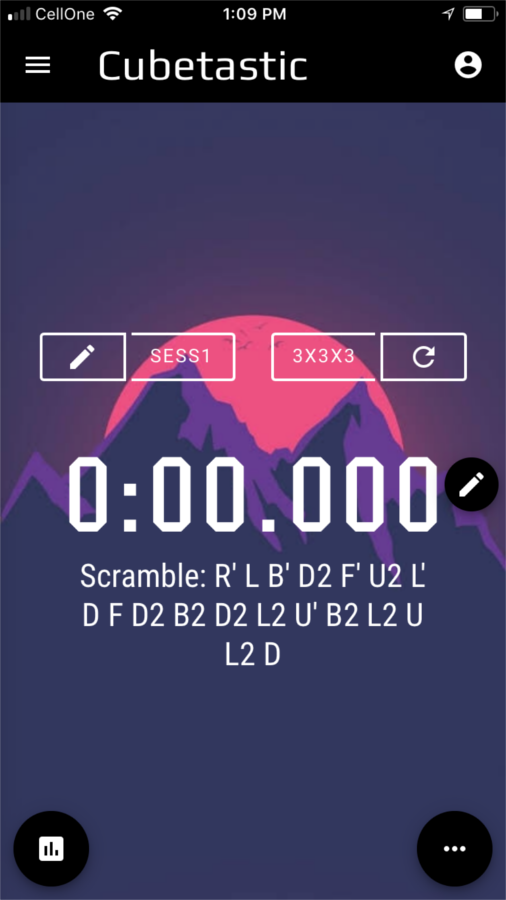 CellOne 1:09 PM
Cubetastic
SESS1 3X3X3
0:00.000
Scramble: R' L B' D2 F' U2 L'
D F D2 B2 D2 L2 U' B2 L2 U
L2 D